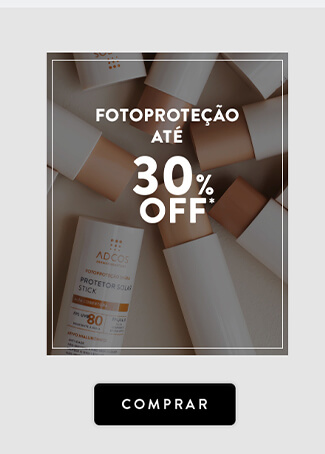 FOTOPROTEÇÃO
ATÉ
30%
OFF*
ADCOS
PROTETOR SOLAR
STICK
80
COMPRAR